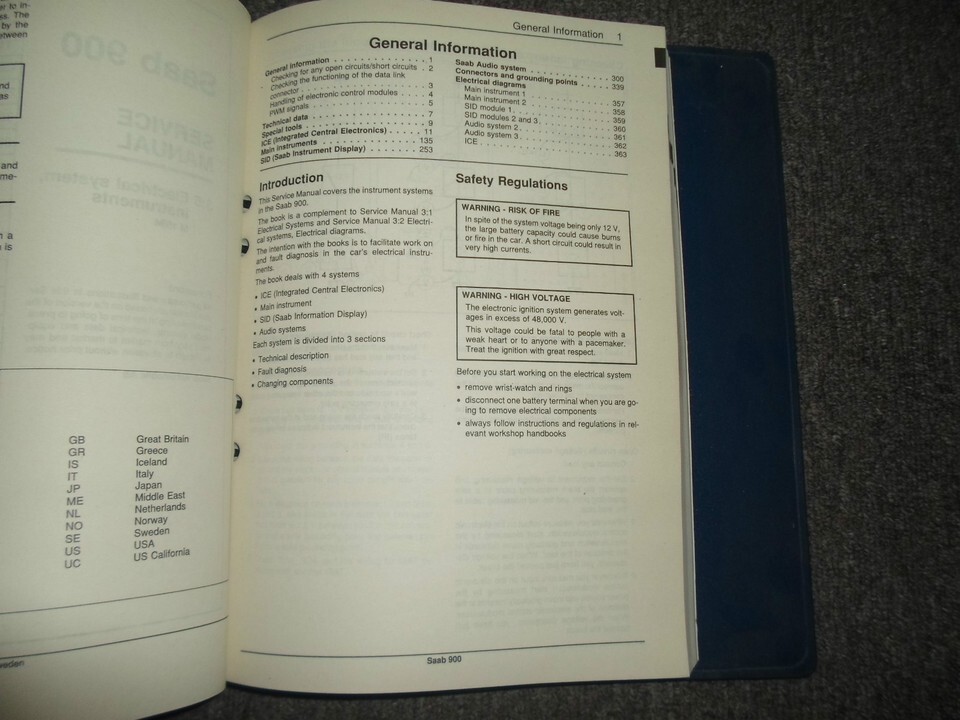 er to in-
ss. The
by the
etween
and
as
and
me-
h a
is
GB Great Britain
GR Greece
IS Iceland
IT Italy
JP Japan
ME Middle East
NL Netherlands
NO Norway
SE Sweden
US USA
UC US California
weden
General Information 1
General Information
General information . . . . . . . . . . . . . . 1
Checking for any open circuits/short circuits . 2
Checking the functioning of the data link
connector . . . . . . . . . . . . . . . . . . . 3
Handling of electronic control modules . . . . 4
PWM signals . . . . . . . . . . . . . . . . . 5
Technical data . . . . . . . . . . . . . . . . . 7
Special tools . . . . . . . . . . . . . . . . . . 9
ICE (Integrated Central Electronics) . . . . . 11
Main instruments . . . . . . . . . . . . . . . 135
SID (Saab Instrument Display) . . . . . . . . 253
Saab Audio system . . . . . . . . . . . . . 300
Connectors and grounding points . . . . . 339
Electrical diagrams
Main instrument 1 . . . . . . . . . . . . . . 357
Main instrument 2 . . . . . . . . . . . . . . 358
SID module 1 . . . . . . . . . . . . . . . . 359
SID modules 2 and 3 . . . . . . . . . . . . 360
Audio system 2 . . . . . . . . . . . . . . . 361
Audio system 3 . . . . . . . . . . . . . . . 362
ICE . . . . . . . . . . . . . . . . . . . . . 363
Introduction
This Service Manual covers the instrument systems
in the Saab 900.
The book is a complement to Service Manual 3:1
Electrical Systems and Service Manual 3:2 Electri-
cal systems, Electrical diagrams.
The intention with the books is to facilitate work on
and fault diagnosis in the car's electrical instru-
ments.
The book deals with 4 systems
• ICE (Integrated Central Electronics)
• Main instrument
• SID (Saab Information Display)
• Audio systems
Each system is divided into 3 sections
• Technical description
• Fault diagnosis
• Changing components
Safety Regulations
WARNING - RISK OF FIRE
In spite of the system voltage being only 12 V,
the large battery capacity could cause burns
or fire in the car. A short circuit could result in
very high currents.
WARNING - HIGH VOLTAGE
The electronic ignition system generates volt-
ages in excess of 48,000 V.
This voltage could be fatal to people with a
weak heart or to anyone with a pacemaker.
Treat the ignition with great respect.
Before you start working on the electrical system
• remove wrist-watch and rings
• disconnect one battery terminal when you are go-
ing to remove electrical components
• always follow instructions and regulations in rel-
evant workshop handbooks
Saab 900